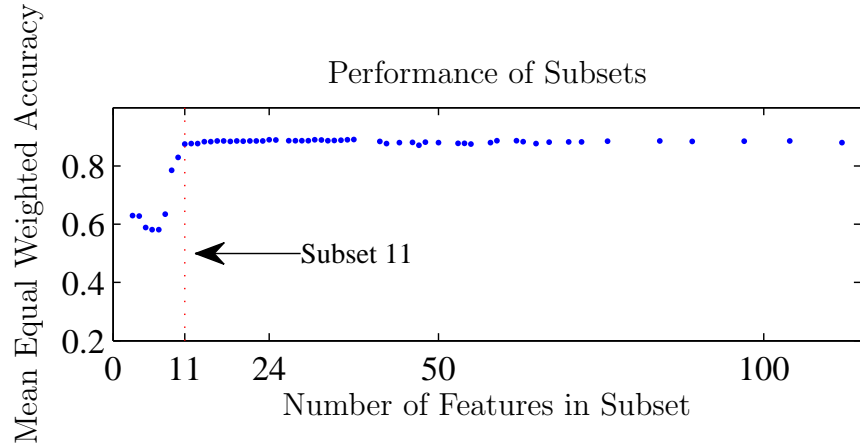 Performance of Subsets
Mean Equal Weighted Accuracy
0.8
0.6
0.4
0.2
Subset 11
0 11 24 50 100
Number of Features in Subset